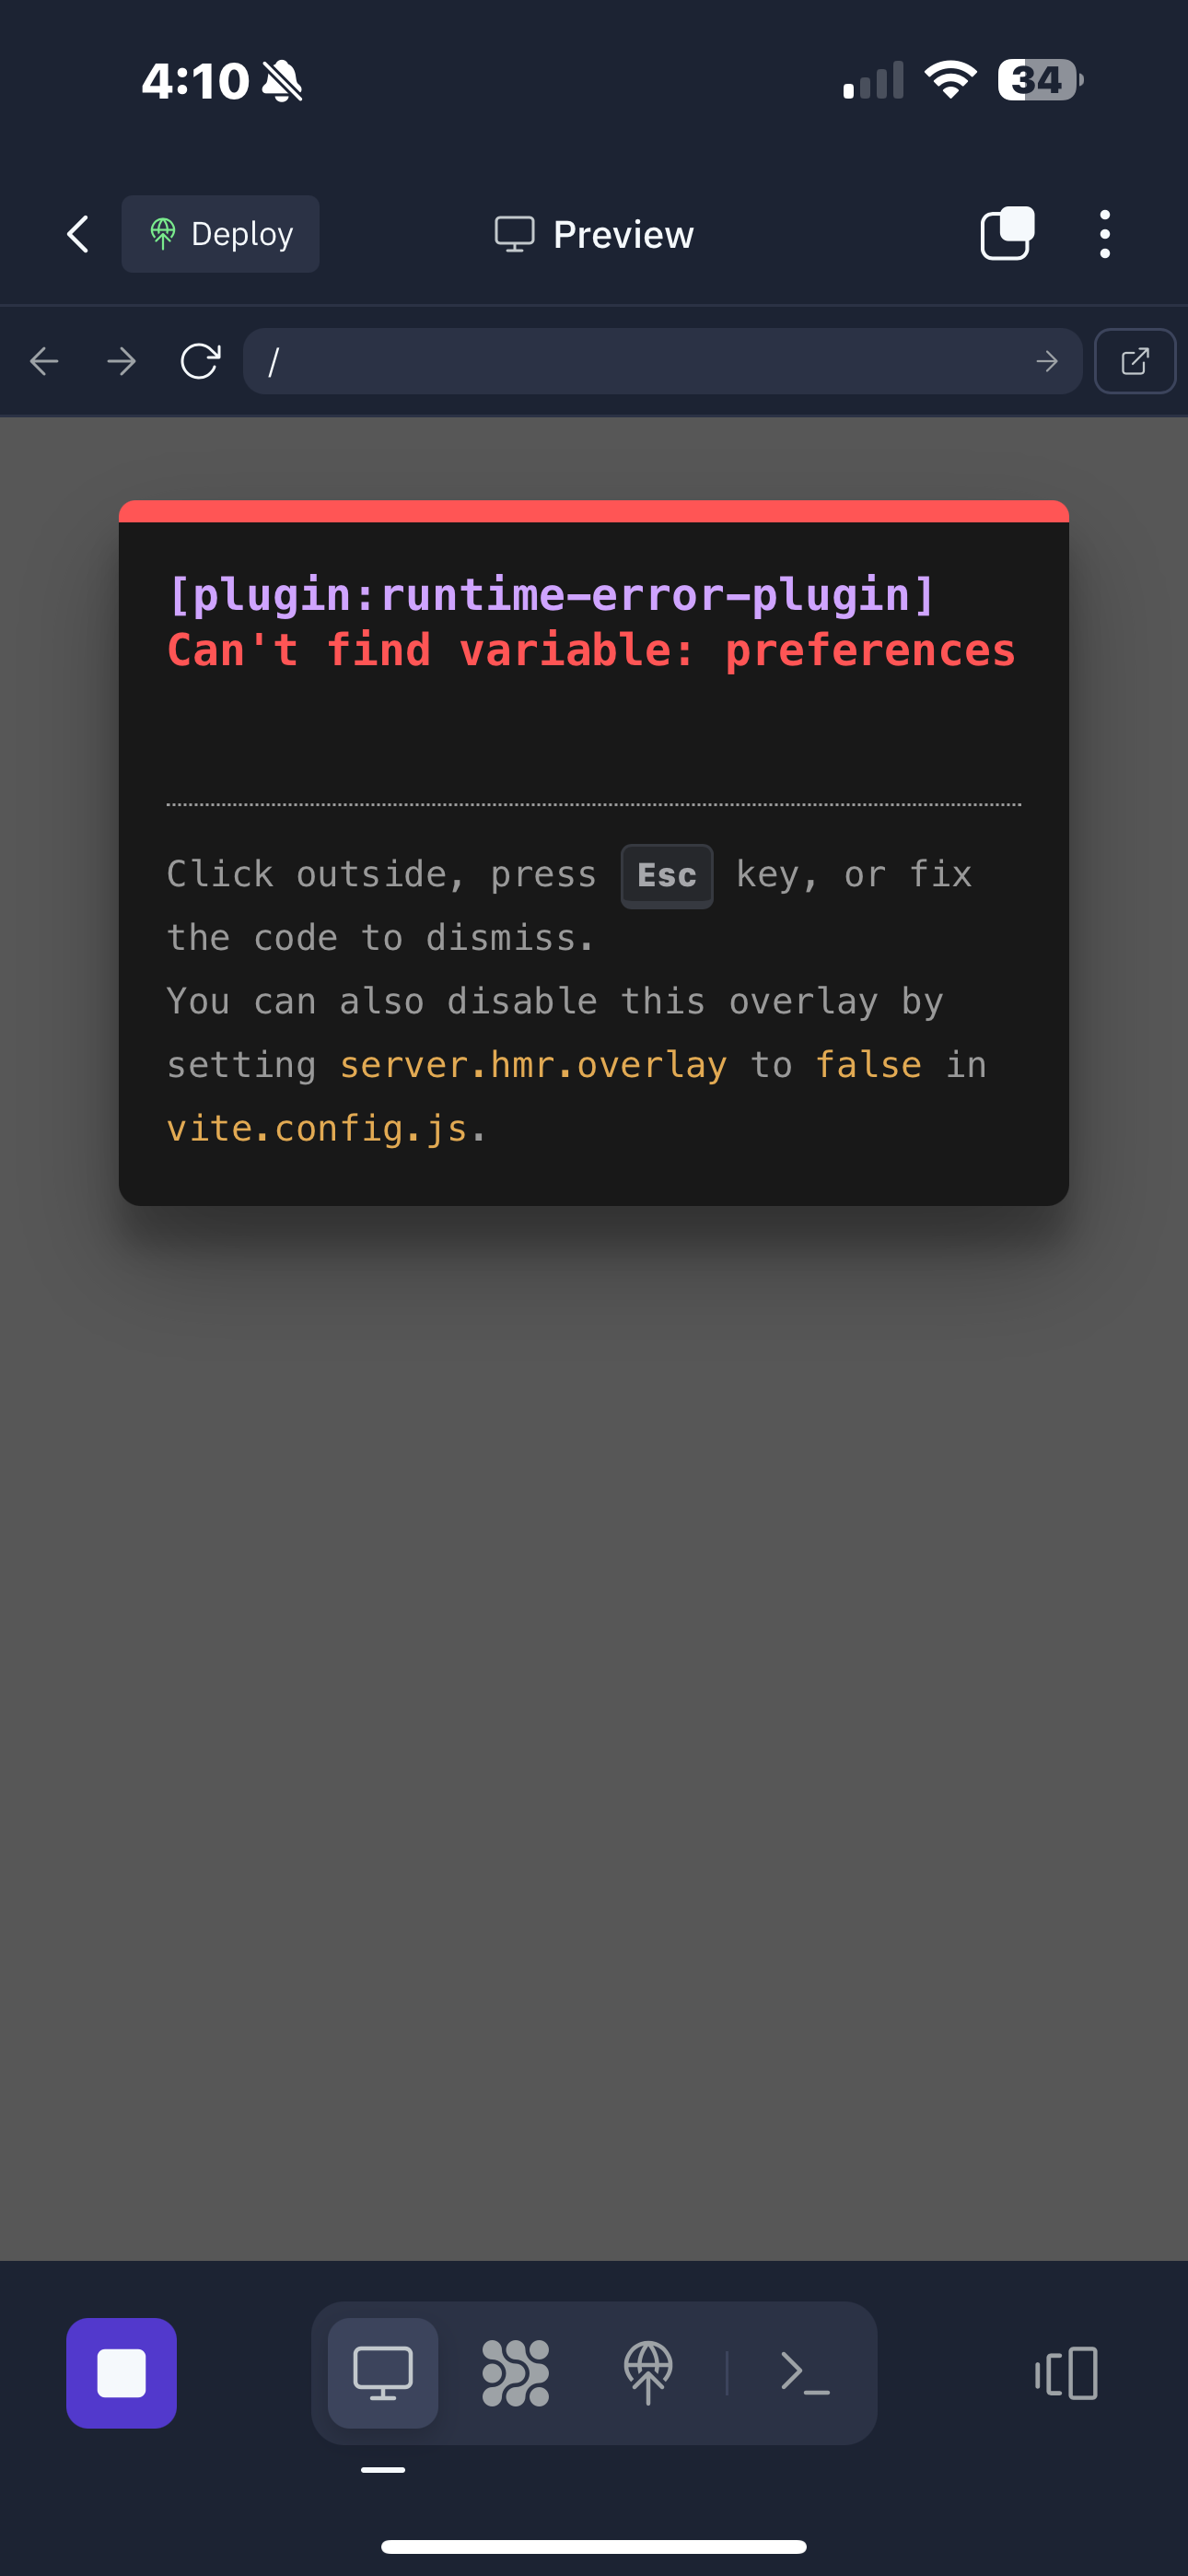 4:10
34
Deploy
Preview
/
[plugin:runtime-error-plugin]
Can't find variable: preferences
Click outside, press Esc key, or fix
the code to dismiss.
You can also disable this overlay by
setting server.hmr.overlay to false in
vite.config.js.